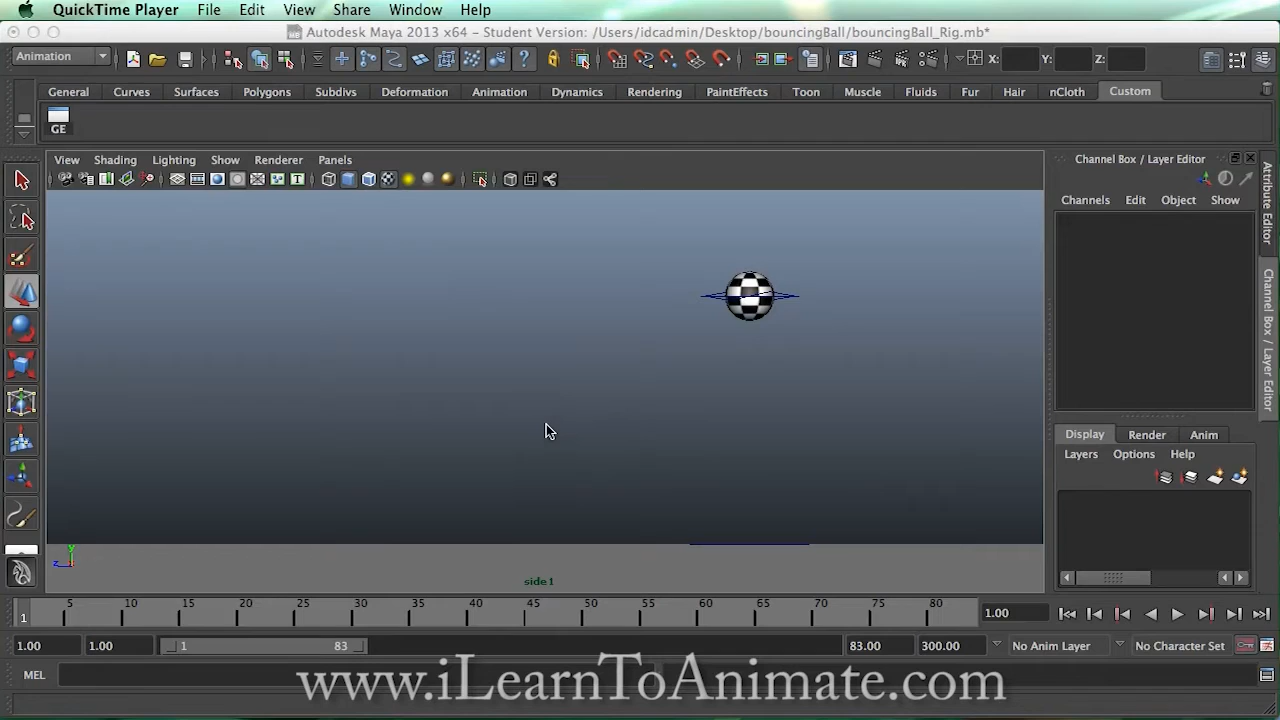 QuickTime Player File Edit View Share Window Help
Autodesk Maya 2013 x64 - Student Version: /Users/idcadmin/Desktop/bouncingBall/bouncingBall_Rig.mb*
Animation X: Y: Z:
General Curves Surfaces Polygons Subdivs Deformation Animation Dynamics Rendering PaintEffects Toon Muscle Fluids Fur Hair nCloth Custom
GE
View Shading Lighting Show Renderer Panels
Channel Box / Layer Editor
Channels Edit Object Show
Attribute Editor
Channel Box / Layer Editor
Display Render Anim
Layers Options Help
y
z
side1
1 5 10 15 20 25 30 35 40 45 50 55 60 65 70 75 80 1.00
1.00 1.00 1 83 83.00 300.00 No Anim Layer No Character Set
MEL
www.iLearnToAnimate.com